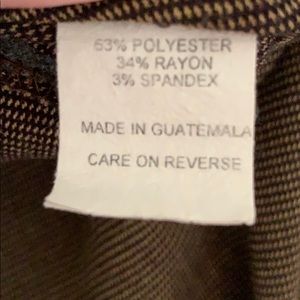 63% POLYESTER
34% RAYON
3% SPANDEX
MADE IN GUATEMALA
CARE ON REVERSE